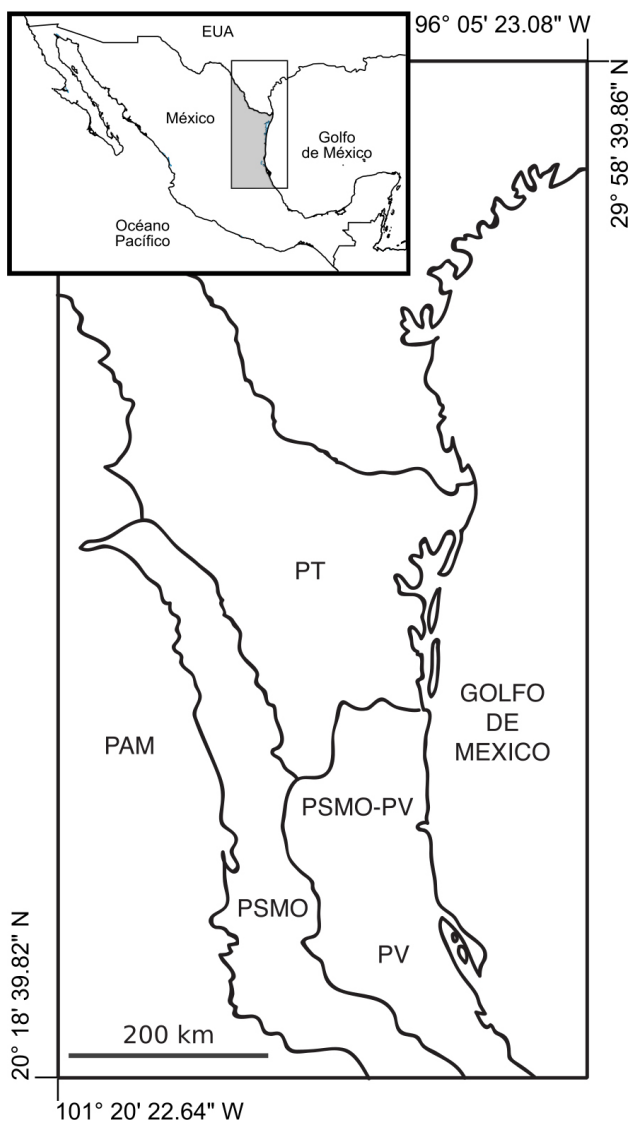 96° 05' 23.08" W
29° 58' 39.86" N
EUA
México
Golfo
de México
Océano
Pacífico
PT
GOLFO
DE
MEXICO
PAM
PSMO-PV
PSMO
PV
200 km
20° 18' 39.82" N
101° 20' 22.64" W